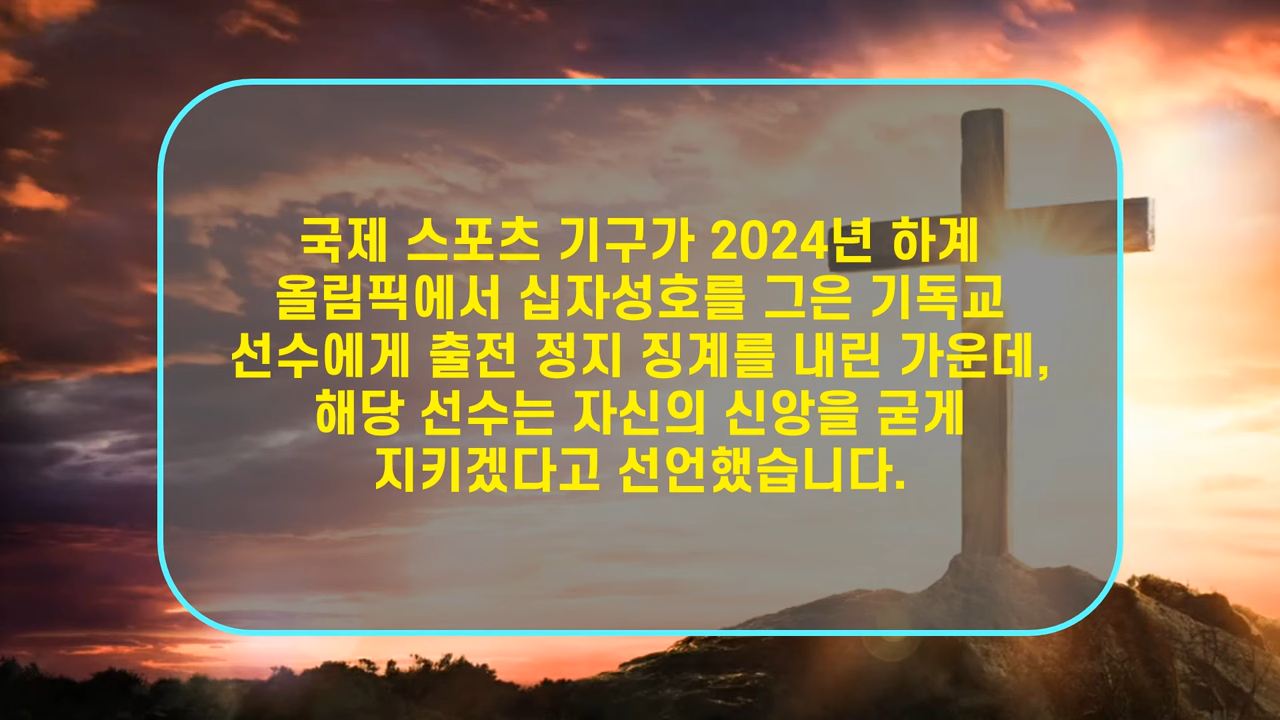 국제 스포츠 기구가 2024년 하계
올림픽에서 십자성호를 그은 기독교
선수에게 출전 정지 징계를 내린 가운데,
해당 선수는 자신의 신앙을 굳게
지키겠다고 선언했습니다.